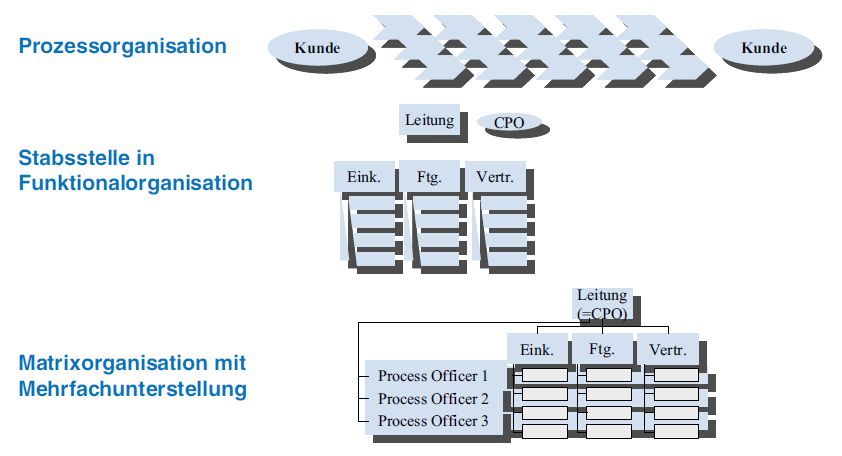 Prozessorganisation
Kunde
Kunde
Leitung
CPO
Stabsstelle in
Funktionalorganisation
Eink.
Ftg.
Vertr.
Leitung
(=CPO)
Matrixorganisation mit
Mehrfachunterstellung
Eink.
Ftg.
Vertr.
Process Officer 1
Process Officer 2
Process Officer 3